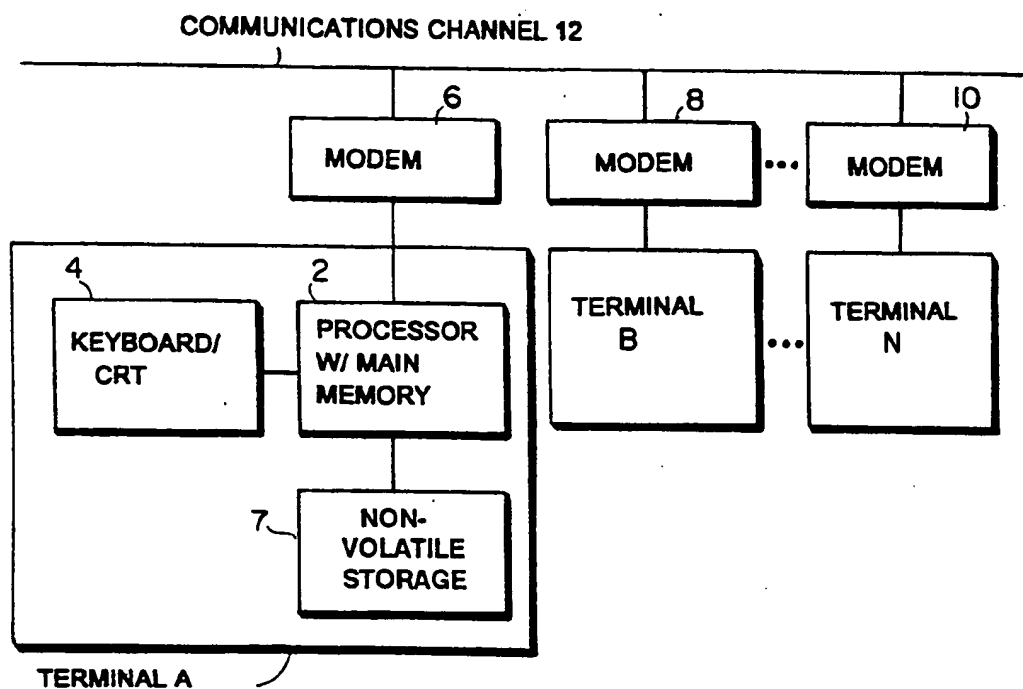 COMMUNICATIONS CHANNEL 12
6
MODEM
8
MODEM
10
MODEM
4
KEYBOARD/
CRT
2
PROCESSOR
W/ MAIN
MEMORY
7
NON-
VOLATILE
STORAGE
TERMINAL A
TERMINAL
B
TERMINAL
N